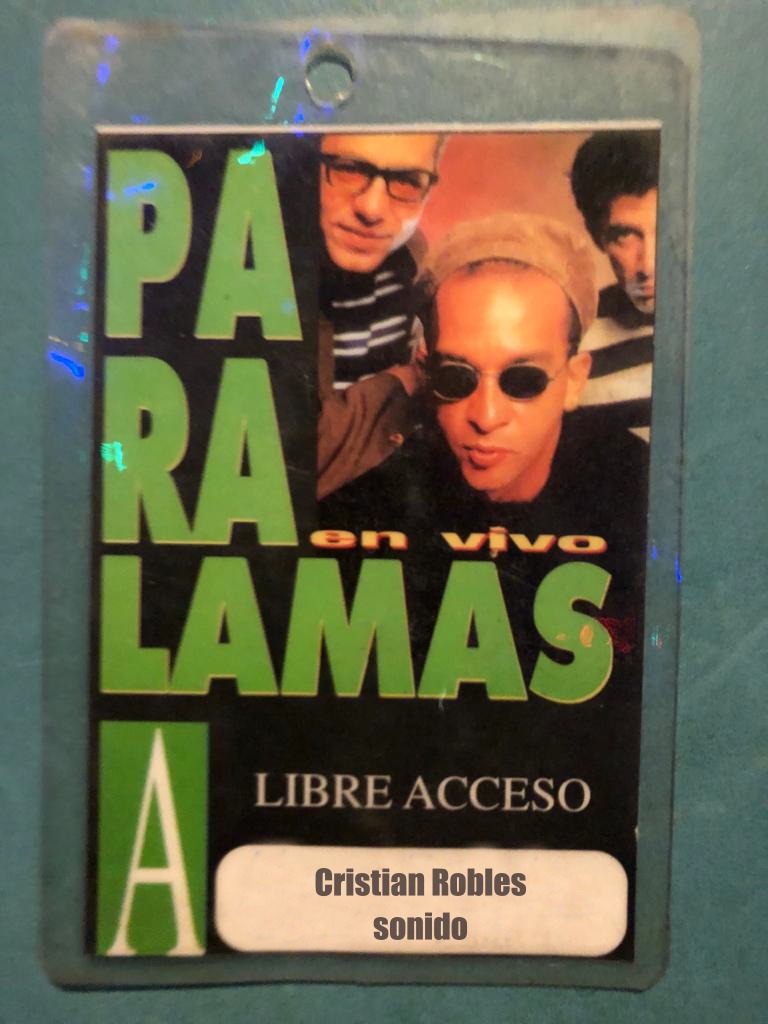 PA
RA
en vivo
LAMAS
A
LIBRE ACCESO
Cristian Robles
sonido